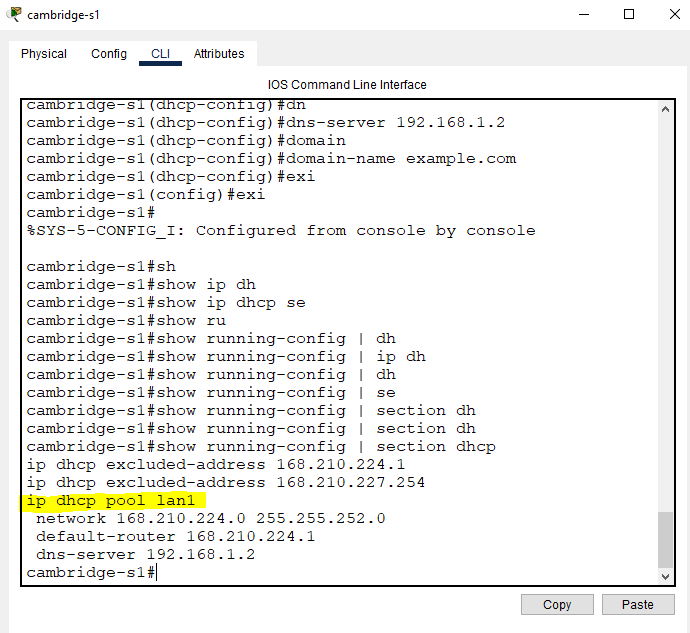 cambridge-s1
Physical Config CLI Attributes
IOS Command Line Interface
cambridge-s1(dhcp-config)#dn
cambridge-s1(dhcp-config)#dns-server 192.168.1.2
cambridge-s1(dhcp-config)#domain
cambridge-s1(dhcp-config)#domain-name example.com
cambridge-s1(dhcp-config)#exi
cambridge-s1(config)#exi
cambridge-s1#
%SYS-5-CONFIG_I: Configured from console by console
cambridge-s1#sh
cambridge-s1#show ip dh
cambridge-s1#show ip dhcp se
cambridge-s1#show ru
cambridge-s1#show running-config | dh
cambridge-s1#show running-config | ip dh
cambridge-s1#show running-config | dh
cambridge-s1#show running-config | se
cambridge-s1#show running-config | section dh
cambridge-s1#show running-config | section dh
cambridge-s1#show running-config | section dhcp
ip dhcp excluded-address 168.210.224.1
ip dhcp excluded-address 168.210.227.254
ip dhcp pool lan1
network 168.210.224.0 255.255.252.0
default-router 168.210.224.1
dns-server 192.168.1.2
cambridge-s1#
Copy Paste